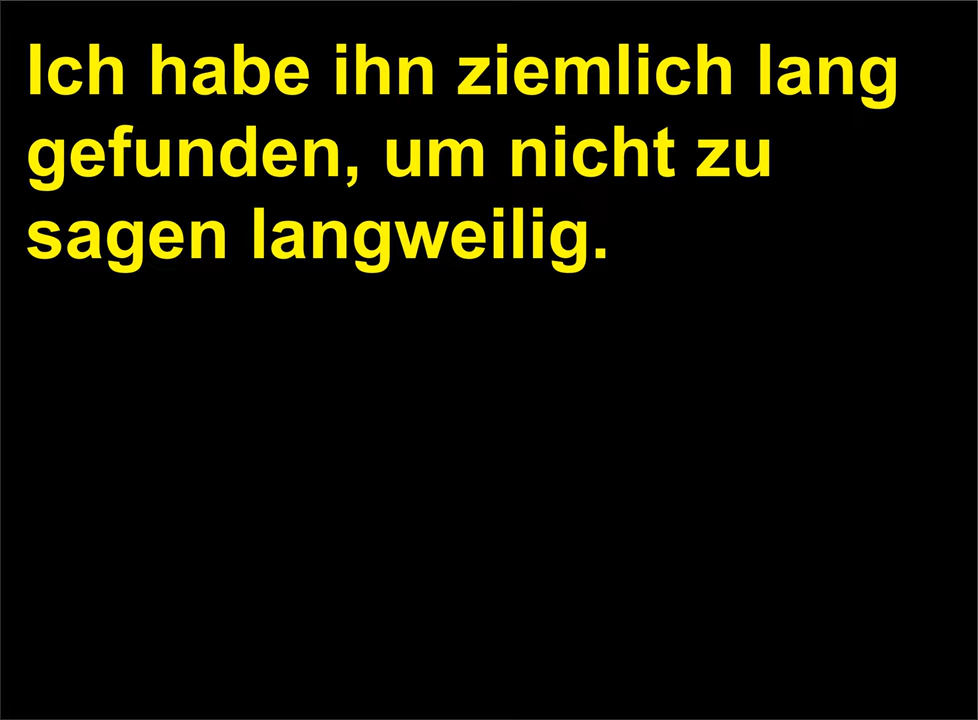 Ich habe ihn ziemlich lang
gefunden, um nicht zu
sagen langweilig.